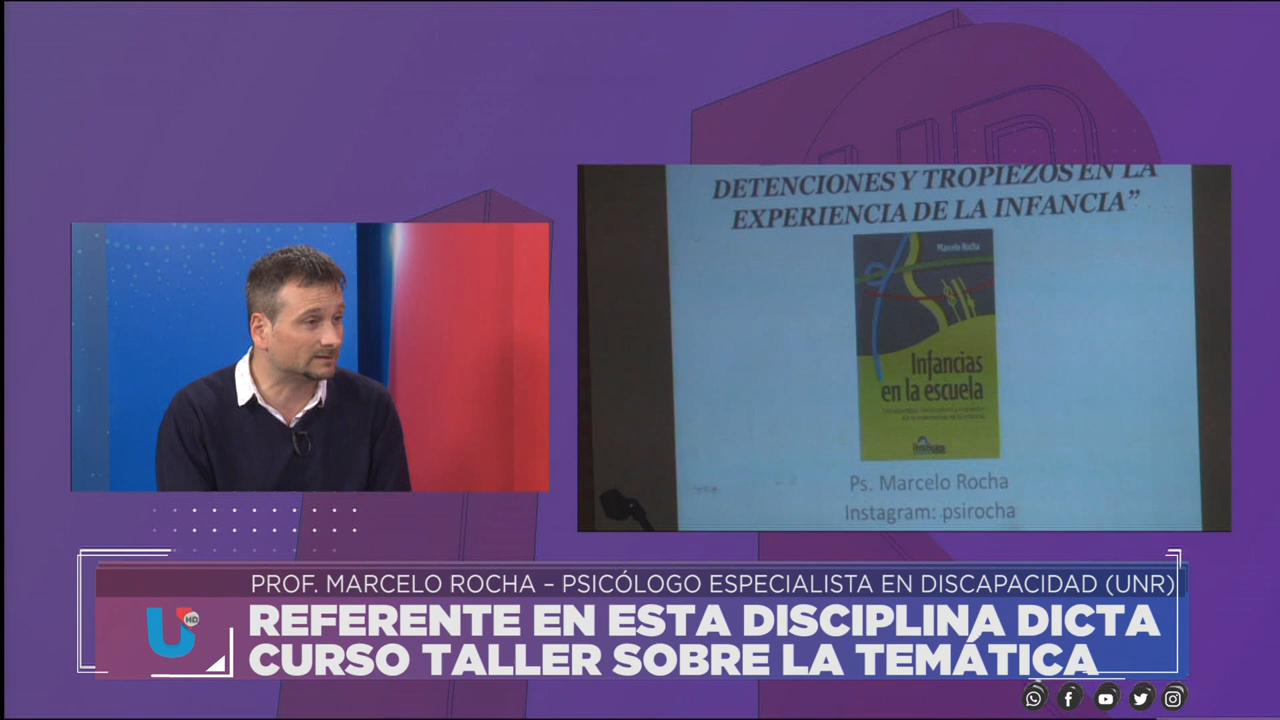 DETENCIONES Y TROPIEZOS EN LA
EXPERIENCIA DE LA INFANCIA”
Marcelo Rocha
Infancias
en la escuela
Ps. Marcelo Rocha
Instagram: psirocha
PROF. MARCELO ROCHA – PSICÓLOGO ESPECIALISTA EN DISCAPACIDAD (UNR)
REFERENTE EN ESTA DISCIPLINA DICTA
CURSO TALLER SOBRE LA TEMÁTICA
U HD